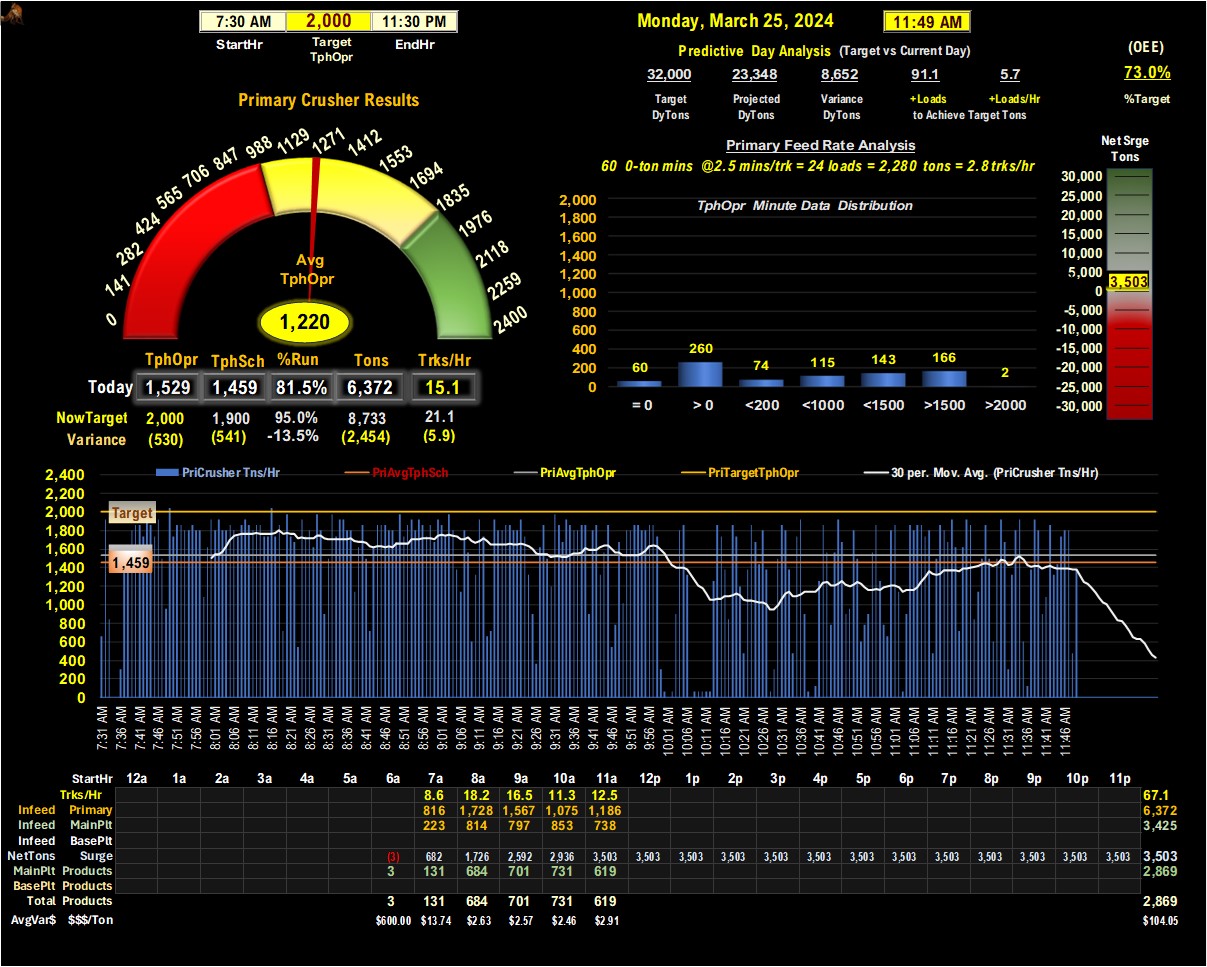 7:30 AM 2,000 11:30 PM
StartHr Target TphOpr EndHr
Monday, March 25, 2024 11:49 AM
Predictive Day Analysis (Target vs Current Day)
32,000 23,348 8,652 91.1 5.7
Target DyTons Projected DyTons Variance DyTons +Loads +Loads/Hr
to Achieve Target Tons
(OEE)
73.0%
%Target
Primary Crusher Results
0 141 282 424 565 706 847 988 1129 1271 1412 1553 1694 1835 1976 2118 2259 2400
Avg
TphOpr
1,220
TphOpr TphSch %Run Tons Trks/Hr
Today 1,529 1,459 81.5% 6,372 15.1
NowTarget 2,000 1,900 95.0% 8,733 21.1
Variance (530) (541) -13.5% (2,454) (5.9)
Primary Feed Rate Analysis
60 0-ton mins @2.5 mins/trk = 24 loads = 2,280 tons = 2.8 trks/hr
TphOpr Minute Data Distribution
2,000
1,800
1,600
1,400
1,200
1,000
800
600
400
200
0
60 260 74 115 143 166 2
= 0 > 0 <200 <1000 <1500 >1500 >2000
Net Srge
Tons
30,000
25,000
20,000
15,000
10,000
5,000
3,503
0
-5,000
-10,000
-15,000
-20,000
-25,000
-30,000
PriCrusher Tns/Hr PriAvgTphSch PriAvgTphOpr PriTargetTphOpr 30 per. Mov. Avg. (PriCrusher Tns/Hr)
2,400
2,200
2,000
1,800
1,600
1,400
1,200
1,000
800
600
400
200
0
Target
1,459
7:31 AM 7:36 AM 7:41 AM 7:46 AM 7:51 AM 7:56 AM 8:01 AM 8:06 AM 8:11 AM 8:16 AM 8:21 AM 8:26 AM 8:31 AM 8:36 AM 8:41 AM 8:46 AM 8:51 AM 8:56 AM 9:01 AM 9:06 AM 9:11 AM 9:16 AM 9:21 AM 9:26 AM 9:31 AM 9:36 AM 9:41 AM 9:46 AM 9:51 AM 9:56 AM 10:01 AM 10:06 AM 10:11 AM 10:16 AM 10:21 AM 10:26 AM 10:31 AM 10:36 AM 10:41 AM 10:46 AM 10:51 AM 10:56 AM 11:01 AM 11:06 AM 11:11 AM 11:16 AM 11:21 AM 11:26 AM 11:31 AM 11:36 AM 11:41 AM 11:46 AM
StartHr 12a 1a 2a 3a 4a 5a 6a 7a 8a 9a 10a 11a 12p 1p 2p 3p 4p 5p 6p 7p 8p 9p 10p 11p
Trks/Hr 8.6 18.2 16.5 11.3 12.5 67.1
Infeed Primary 816 1,728 1,567 1,075 1,186 6,372
Infeed MainPlt 223 814 797 853 738 3,425
Infeed BasePlt
NetTons Surge (3) 682 1,726 2,592 2,936 3,503 3,503 3,503 3,503 3,503 3,503 3,503 3,503 3,503 3,503 3,503 3,503 3,503 3,503
MainPlt Products 3 131 684 701 731 619 2,869
BasePlt Products
Total Products 3 131 684 701 731 619 2,869
AvgVar$ $$$/Ton $600.00 $13.74 $2.63 $2.57 $2.46 $2.91 $104.05